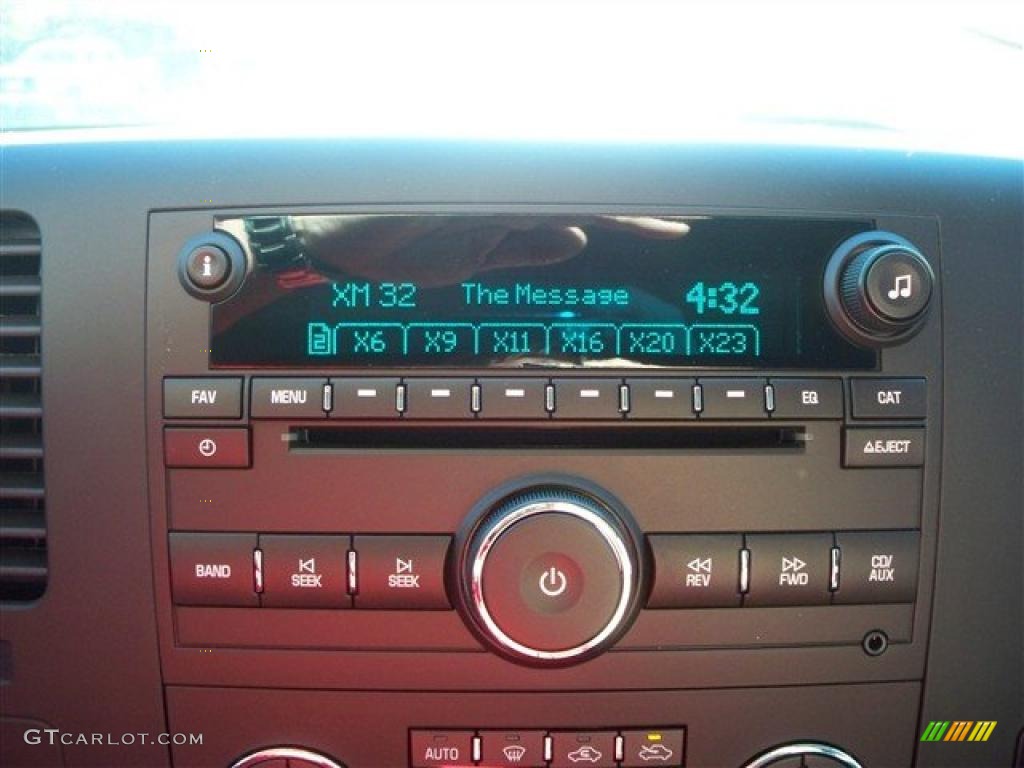 XM 32 The Message 4:32
2 X6 X9 X11 X16 X20 X23
FAV MENU EQ CAT
EJECT
BAND SEEK SEEK REV FWD CD/AUX
AUTO
GTCARLOT.COM